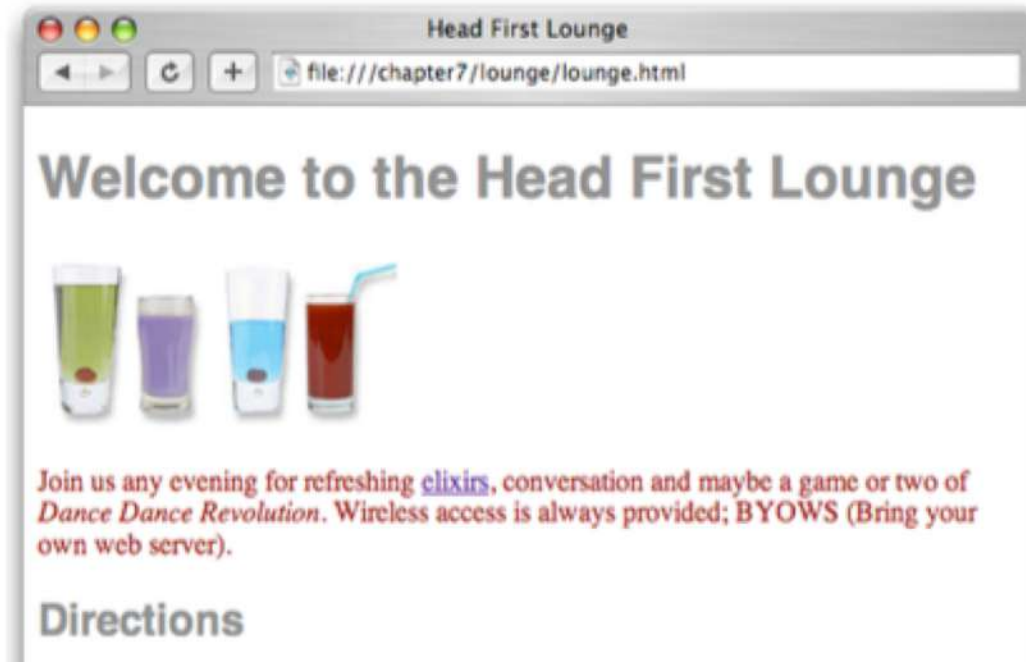 Head First Lounge
file:///chapter7/lounge/lounge.html
Welcome to the Head First Lounge
Join us any evening for refreshing elixirs, conversation and maybe a game or two of
Dance Dance Revolution. Wireless access is always provided; BYOWS (Bring your
own web server).
Directions